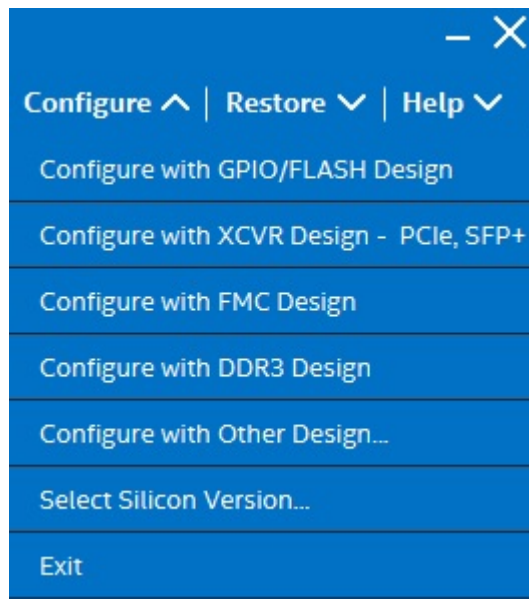 Configure | Restore | Help
Configure with GPIO/FLASH Design
Configure with XCVR Design - PCIe, SFP+
Configure with FMC Design
Configure with DDR3 Design
Configure with Other Design...
Select Silicon Version...
Exit